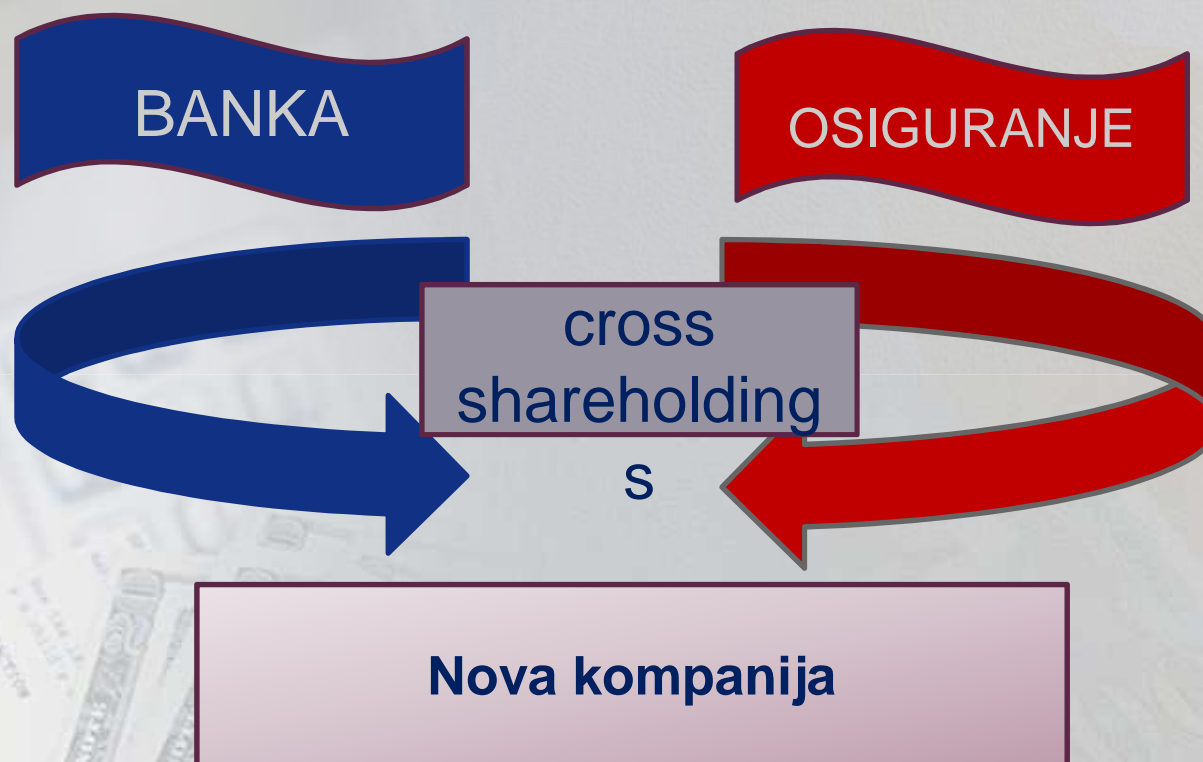 BANKA
OSIGURANJE
cross
shareholding
s
Nova kompanija